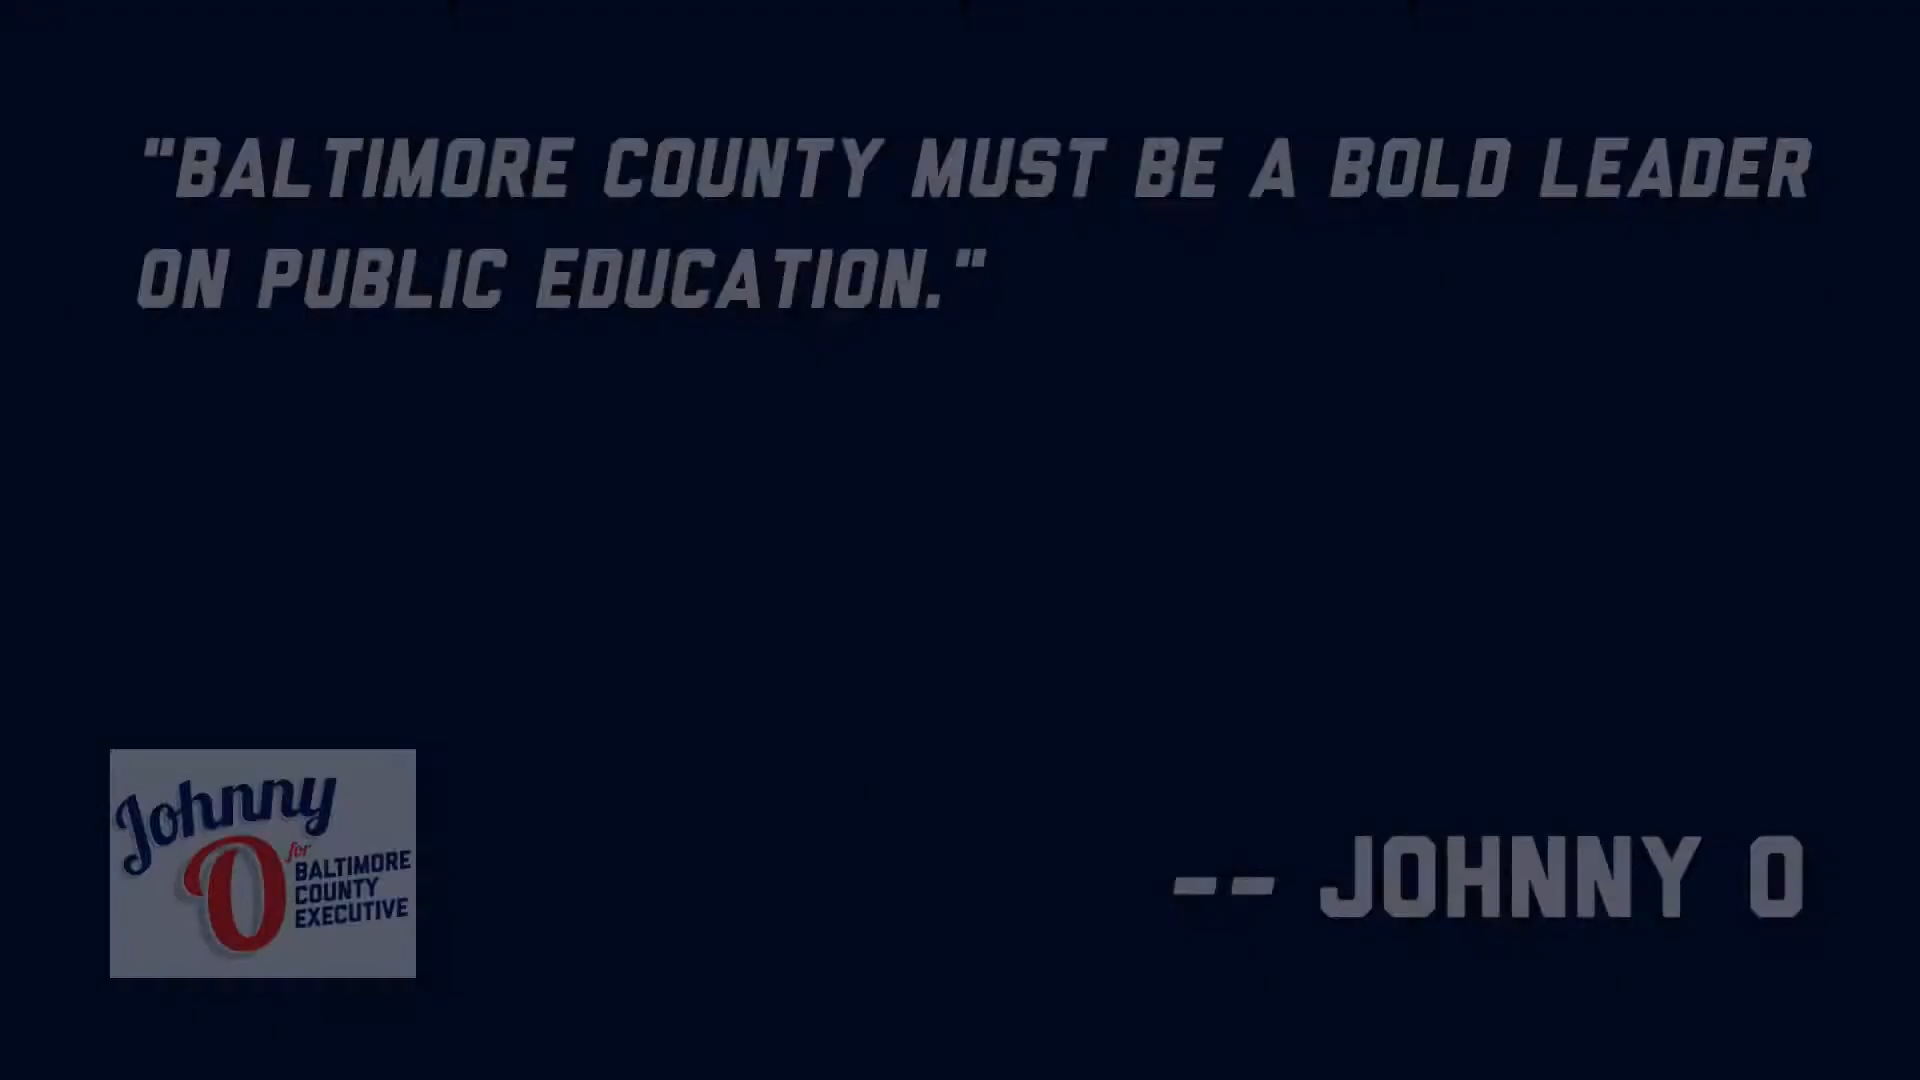 "BALTIMORE COUNTY MUST BE A BOLD LEADER
ON PUBLIC EDUCATION."
Johnny
O for
BALTIMORE
COUNTY
EXECUTIVE
-- JOHNNY O